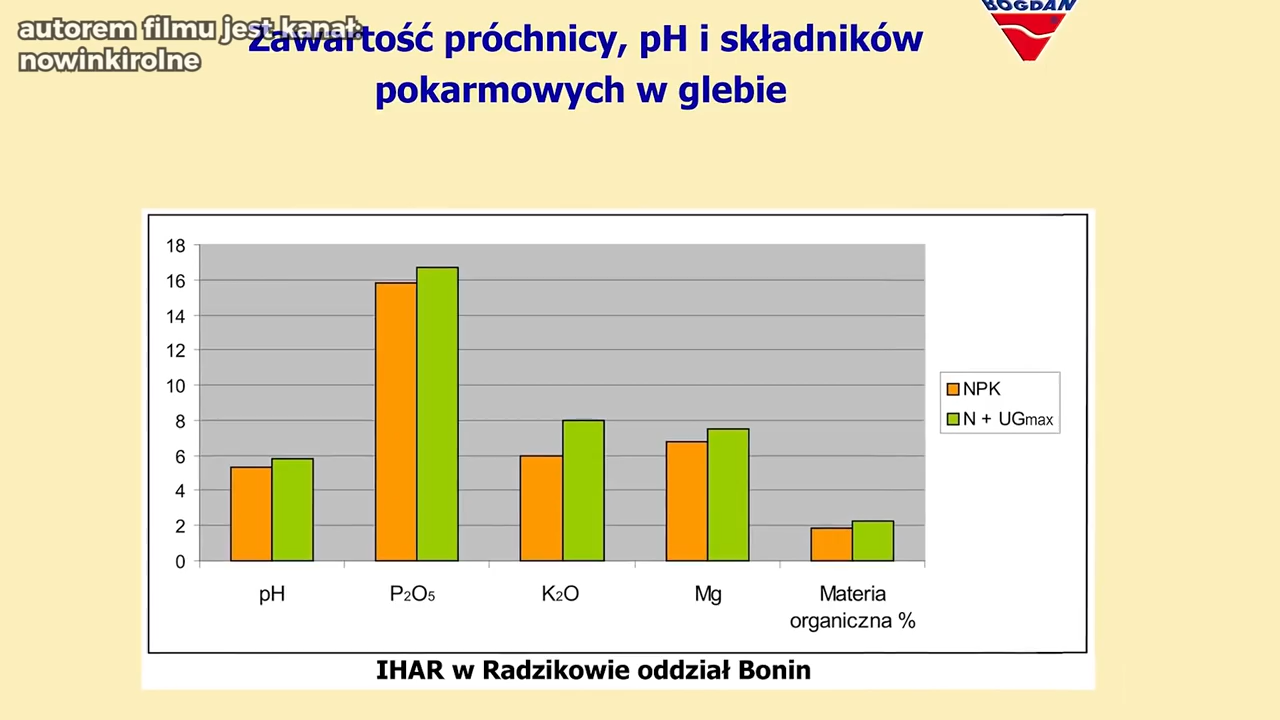 autorem filmu jest kanał:
nowinkirolne
BOGDAN
Zawartość próchnicy, pH i składników
pokarmowych w glebie
18
16
14
12
10
8
6
4
2
0
pH
P₂O₅
K₂O
Mg
Materia
organiczna %
NPK
N + UGmax
IHAR w Radzikowie oddział Bonin